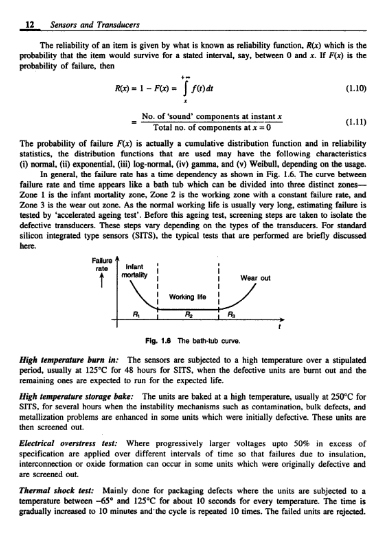 12 Sensors and Transducers
The reliability of an item is given by what is known as reliability function, R(x) which is the
probability that the item would survive for a stated interval, say, between 0 and x. If F(x) is the
probability of failure, then
R(x) = 1 – F(x) = ∫ₓ⁺∞ f(t) dt (1.10)
= No. of 'sound' components at instant x / Total no. of components at x = 0 (1.11)
The probability of failure F(x) is actually a cumulative distribution function and in reliability
statistics, the distribution functions that are used may have the following characteristics
(i) normal, (ii) exponential, (iii) log-normal, (iv) gamma, and (v) Weibull, depending on the usage.
In general, the failure rate has a time dependency as shown in Fig. 1.6. The curve between
failure rate and time appears like a bath tub which can be divided into three distinct zones—
Zone 1 is the infant mortality zone, Zone 2 is the working zone with a constant failure rate, and
Zone 3 is the wear out zone. As the normal working life is usually very long, estimating failure is
tested by 'accelerated ageing test'. Before this ageing test, screening steps are taken to isolate the
defective transducers. These steps vary depending on the types of the transducers. For standard
silicon integrated type sensors (SITS), the typical tests that are performed are briefly discussed
here.
Failure
rate
Infant
mortality
Wear out
Working life
R₁ R₂ R₃
t
Fig. 1.6 The bath-tub curve.
High temperature burn in: The sensors are subjected to a high temperature over a stipulated
period, usually at 125°C for 48 hours for SITS, when the defective units are burnt out and the
remaining ones are expected to run for the expected life.
High temperature storage bake: The units are baked at a high temperature, usually at 250°C for
SITS, for several hours when the instability mechanisms such as contamination, bulk defects, and
metallization problems are enhanced in some units which were initially defective. These units are
then screened out.
Electrical overstress test: Where progressively larger voltages upto 50% in excess of
specification are applied over different intervals of time so that failures due to insulation,
interconnection or oxide formation can occur in some units which were originally defective and
are screened out.
Thermal shock test: Mainly done for packaging defects where the units are subjected to a
temperature between –65° and 125°C for about 10 seconds for every temperature. The time is
gradually increased to 10 minutes and the cycle is repeated 10 times. The failed units are rejected.